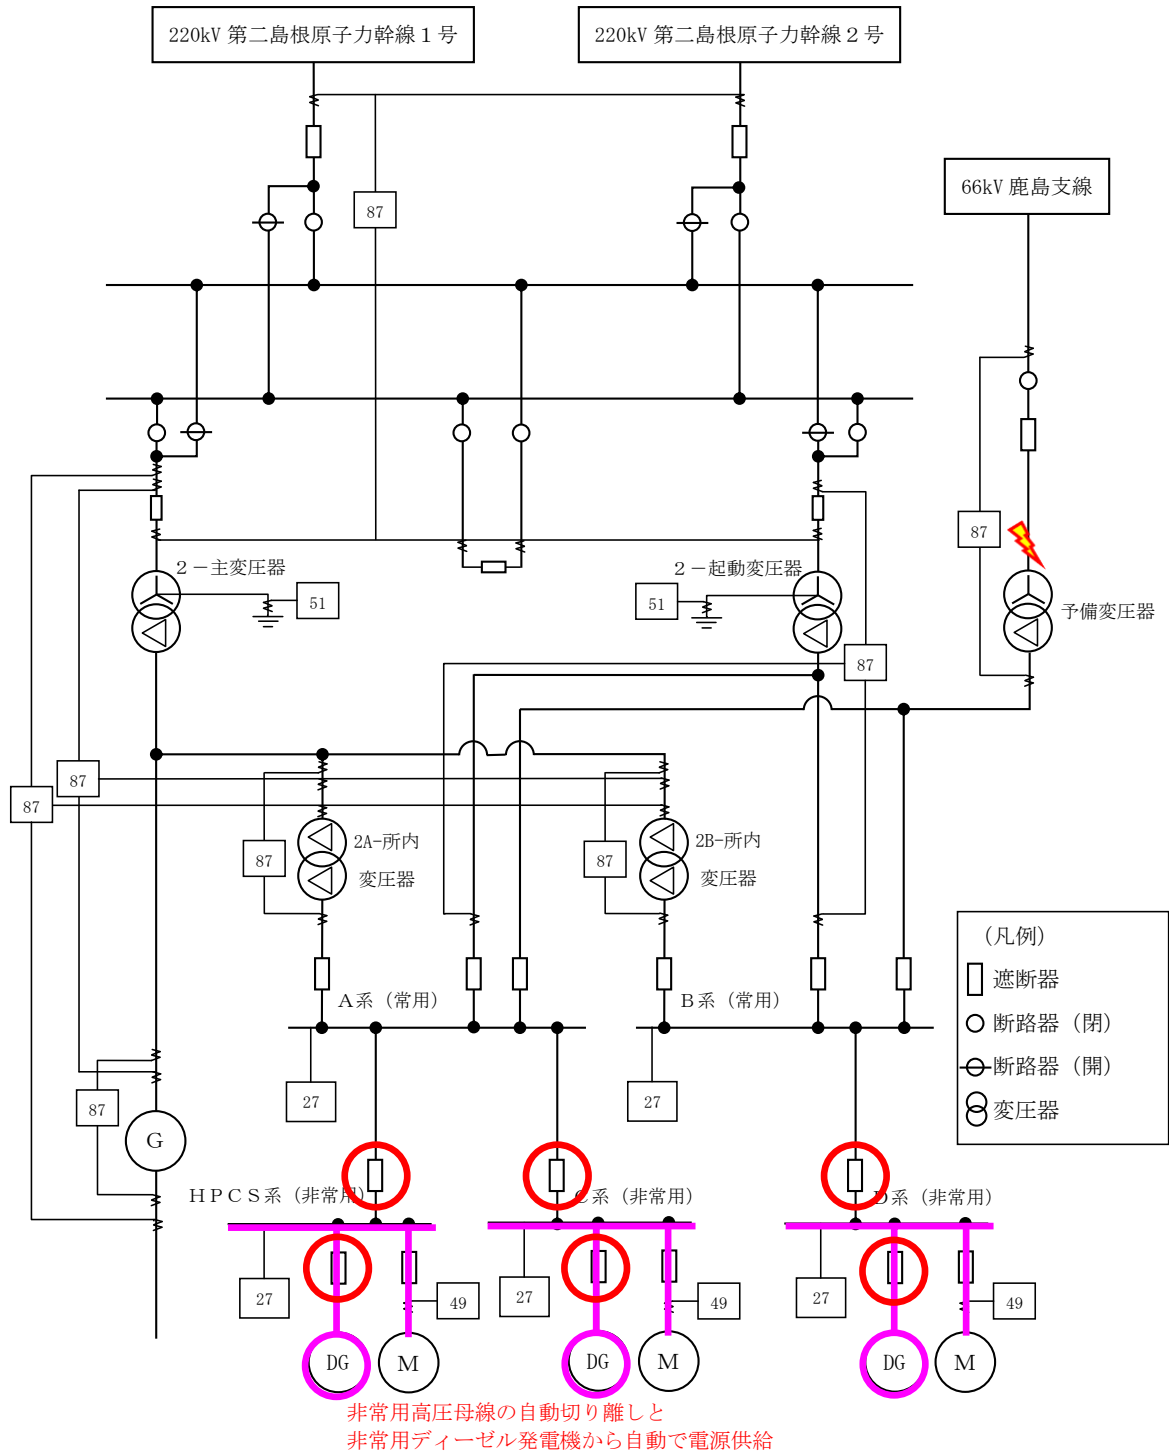 220kV 第二島根原子力幹線１号
220kV 第二島根原子力幹線２号
66kV 鹿島支線
87
87
２－主変圧器
51
51
２－起動変圧器
予備変圧器
87
87
87
87
2A-所内
変圧器
87
2B-所内
変圧器
(凡例)
遮断器
断路器（閉）
断路器（開）
変圧器
Ａ系（常用）
Ｂ系（常用）
27
27
87
G
ＨＰＣＳ系（非常用）
Ｃ系（非常用）
Ｄ系（非常用）
27
49
27
49
27
49
DG
M
DG
M
DG
M
非常用高圧母線の自動切り離しと
非常用ディーゼル発電機から自動で電源供給